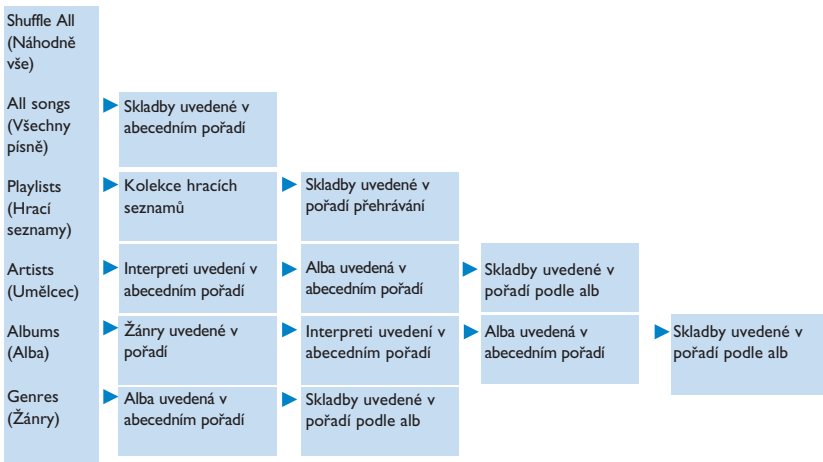 Shuffle All
(Náhodně
vše)
All songs
(Všechny
písně)
Skladby uvedené v
abecedním pořadí
Playlists
(Hrací
seznamy)
Kolekce hracích
seznamů
Skladby uvedené v
pořadí přehrávání
Artists
(Umělcec)
Interpreti uvedení v
abecedním pořadí
Alba uvedená v
abecedním pořadí
Skladby uvedené v
pořadí podle alb
Albums
(Alba)
Žánry uvedené v
pořadí
Interpreti uvedení v
abecedním pořadí
Alba uvedená v
abecedním pořadí
Skladby uvedené v
pořadí podle alb
Genres
(Žánry)
Alba uvedená v
abecedním pořadí
Skladby uvedené v
pořadí podle alb